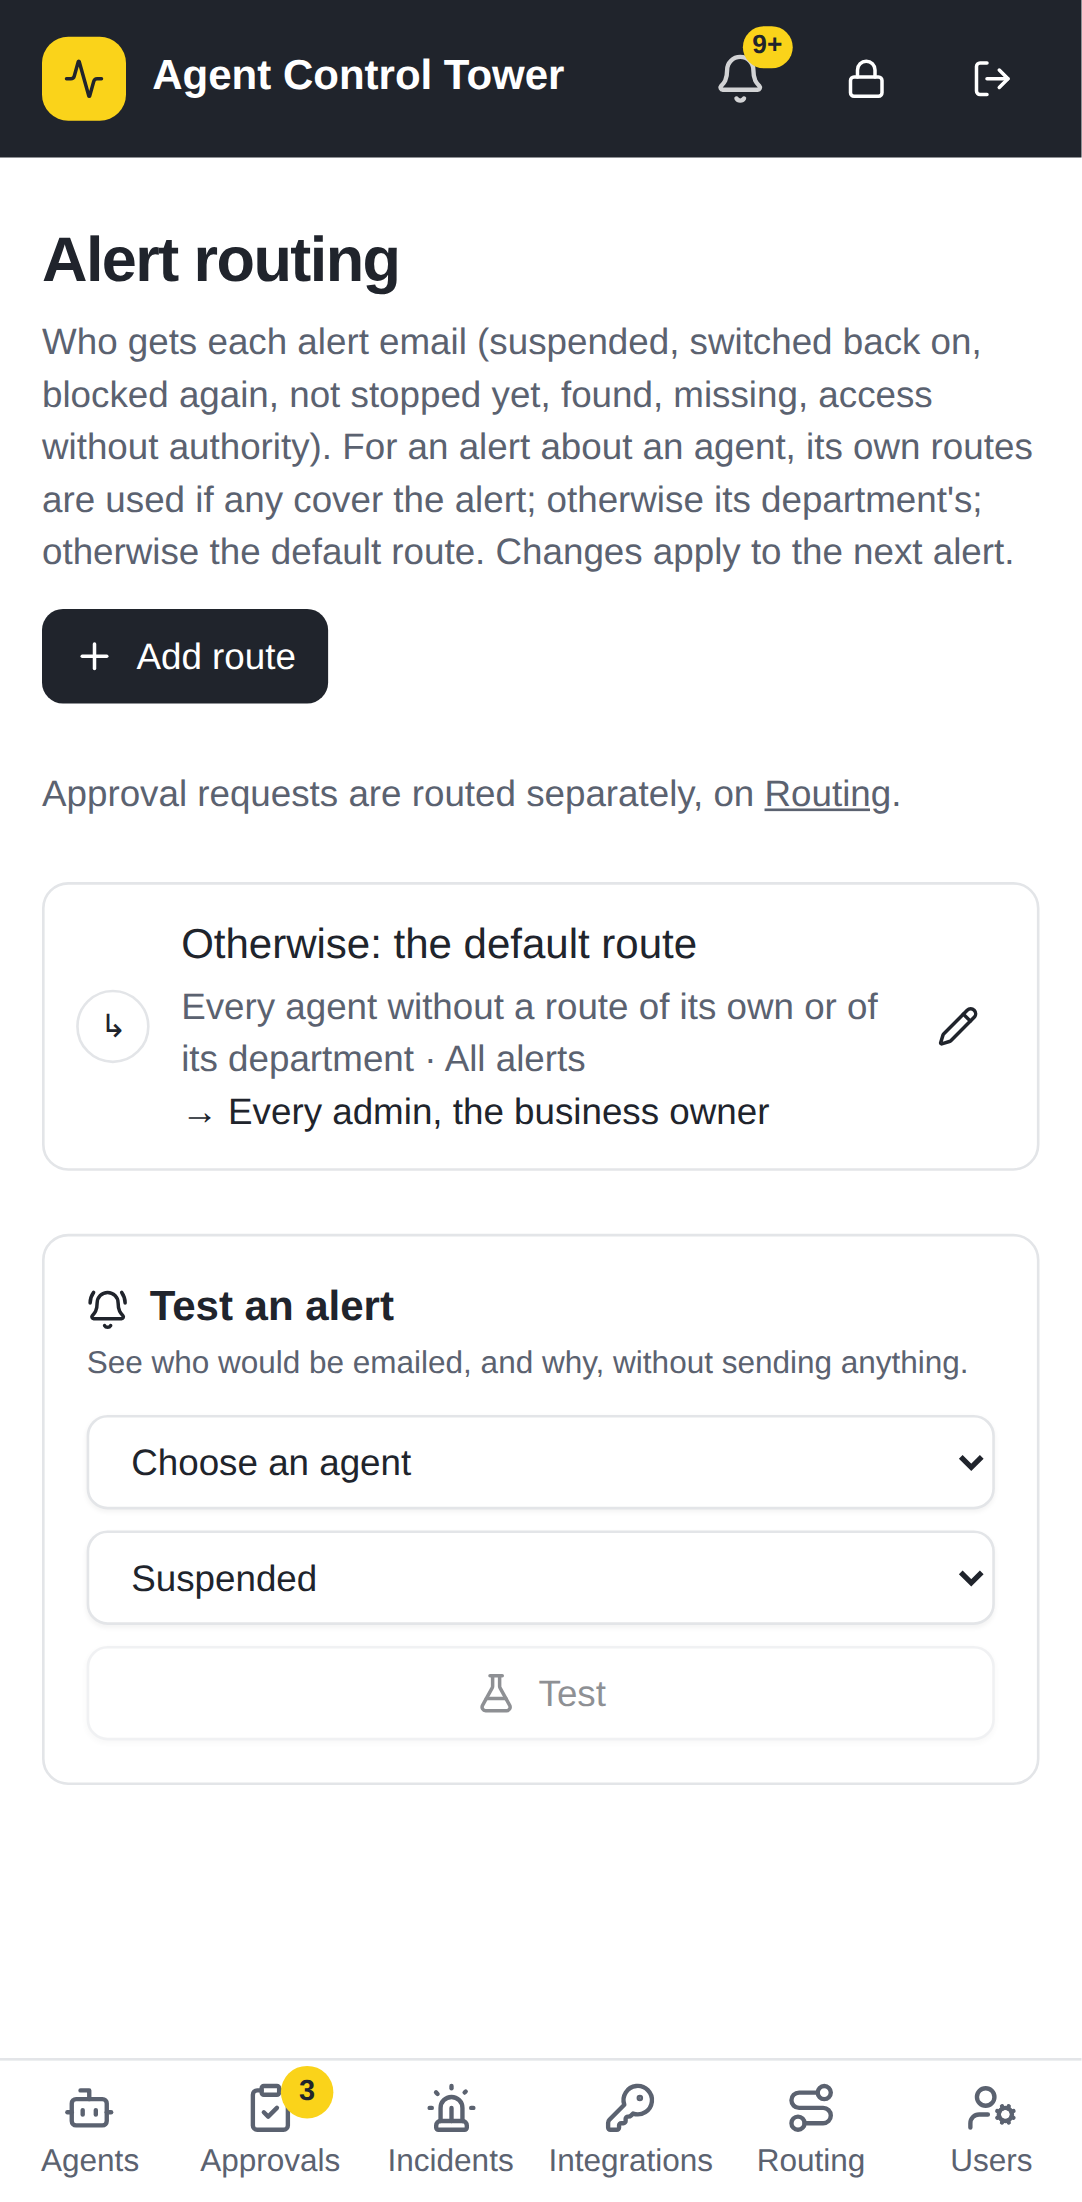 Agent Control Tower
9+
Alert routing
Who gets each alert email (suspended, switched back on,
blocked again, not stopped yet, found, missing, access
without authority). For an alert about an agent, its own routes
are used if any cover the alert; otherwise its department's;
otherwise the default route. Changes apply to the next alert.
Add route
Approval requests are routed separately, on Routing.
Otherwise: the default route
↳
Every agent without a route of its own or of
its department · All alerts
→ Every admin, the business owner
Test an alert
See who would be emailed, and why, without sending anything.
Choose an agent
Suspended
Test
3
Agents
Approvals
Incidents
Integrations
Routing
Users